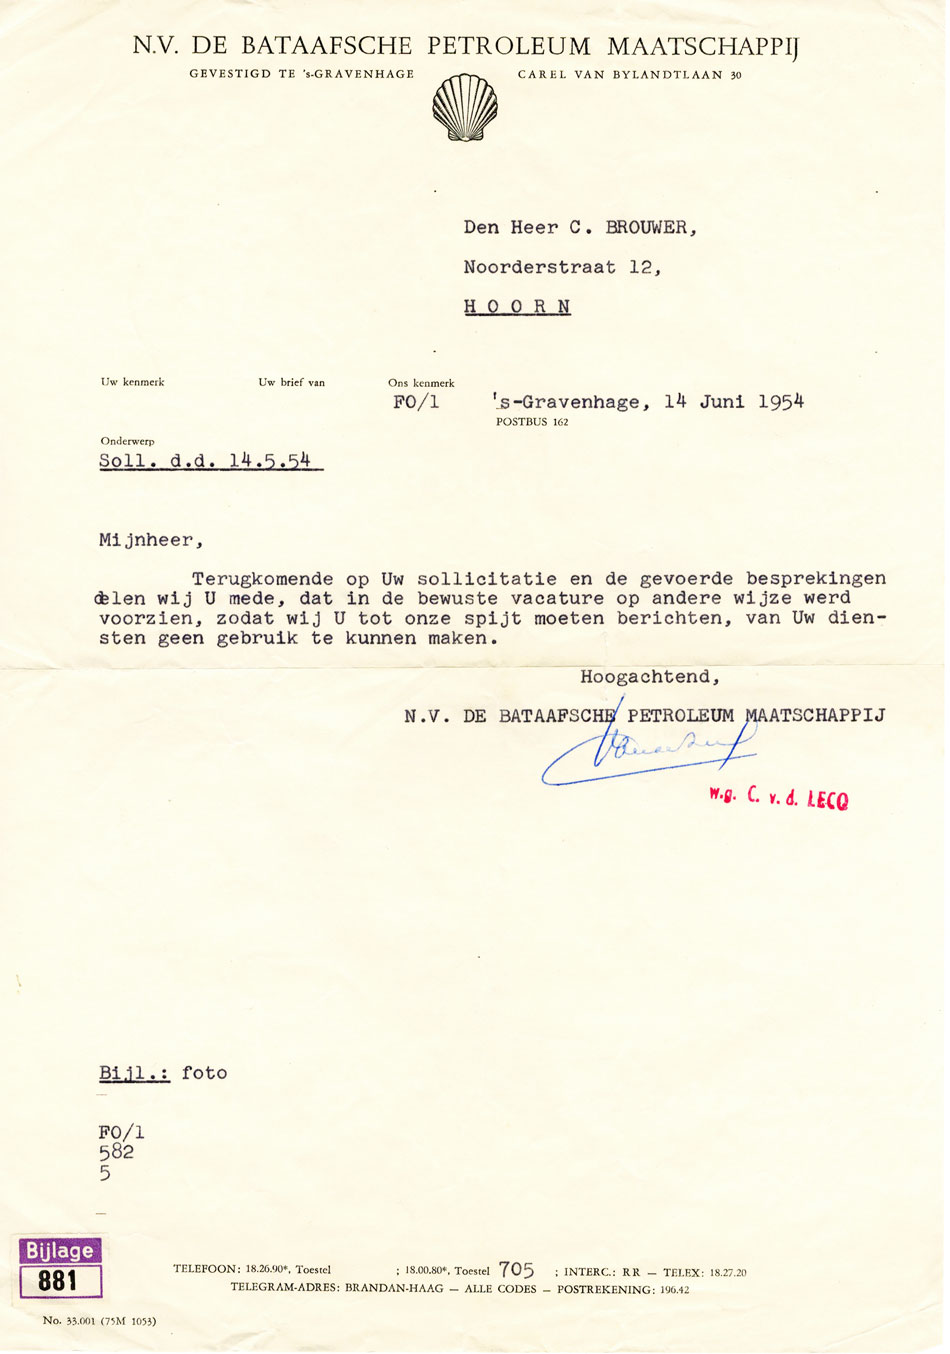 N.V. DE BATAAFSCHE PETROLEUM MAATSCHAPPIJ
GEVESTIGD TE 's-GRAVENHAGE CAREL VAN BYLANDTLAAN 30
Den Heer C. BROUWER,
Noorderstraat 12,
H O O R N
Uw kenmerk Uw brief van Ons kenmerk
FO/1 's-Gravenhage, 14 Juni 1954
POSTBUS 162
Onderwerp
Soll. d.d. 14.5.54
Mijnheer,
Terugkomende op Uw sollicitatie en de gevoerde besprekingen
delen wij U mede, dat in de bewuste vacature op andere wijze werd
voorzien, zodat wij U tot onze spijt moeten berichten, van Uw dien-
sten geen gebruik te kunnen maken.
Hoogachtend,
N.V. DE BATAAFSCHE PETROLEUM MAATSCHAPPIJ
w.g. C. v.d. LECQ
Bijl.: foto
FO/1
582
5
Bijlage
881
TELEFOON: 18.26.90*, Toestel ; 18.00.80*, Toestel 705 ; INTERC.: RR — TELEX: 18.27.20
TELEGRAM-ADRES: BRANDAN-HAAG — ALLE CODES — POSTREKENING: 196.42
No. 33.001 (75M 1053)